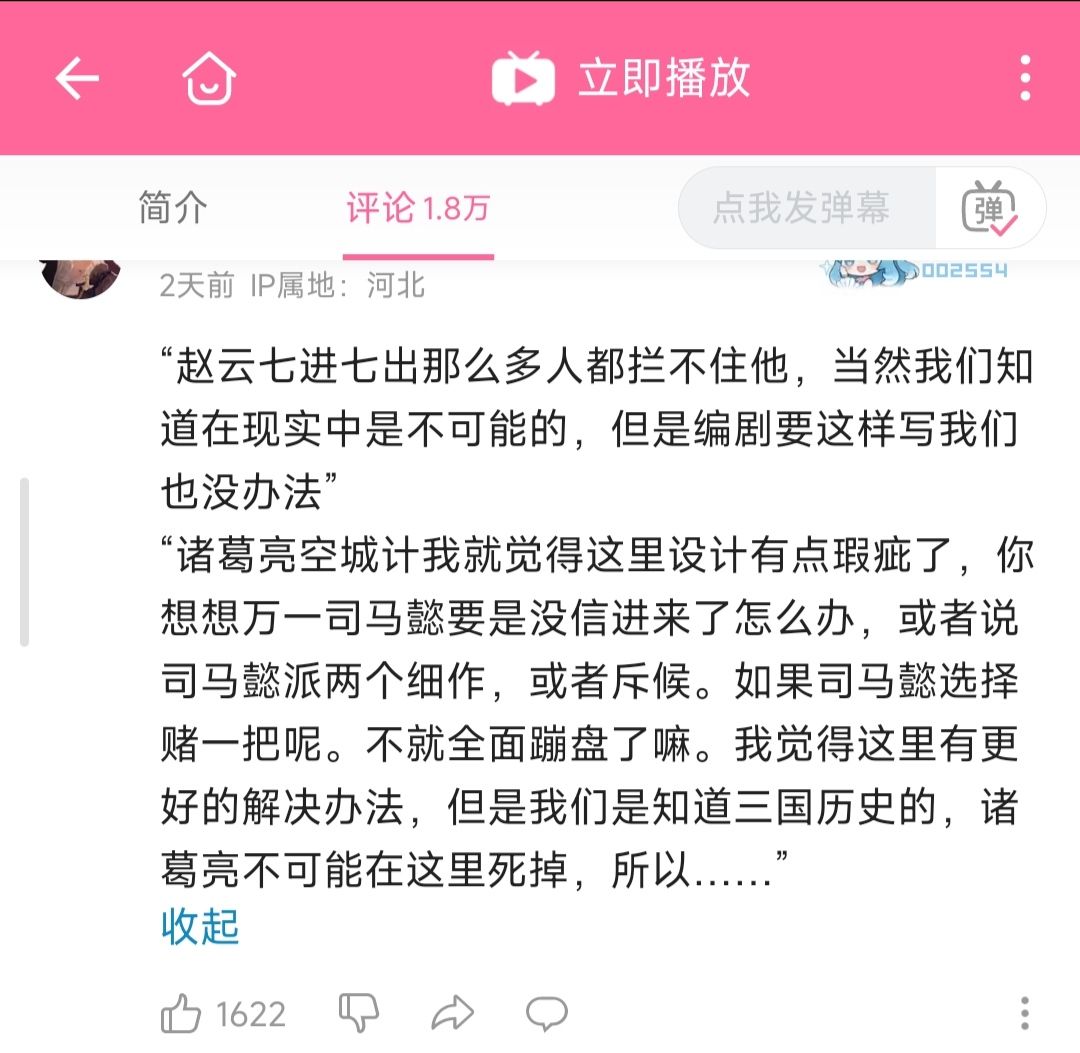 立即播放
简介
评论 1.8万
点我发弹幕
弹
2天前 IP属地：河北
002554
“赵云七进七出那么多人都拦不住他，当然我们知
道在现实中是不可能的，但是编剧要这样写我们
也没办法”
“诸葛亮空城计我就觉得这里设计有点瑕疵了，你
想想万一司马懿要是没信进来了怎么办，或者说
司马懿派两个细作，或者斥候。如果司马懿选择
赌一把呢。不就全面蹦盘了嘛。我觉得这里有更
好的解决办法，但是我们是知道三国历史的，诸
葛亮不可能在这里死掉，所以……”
收起
1622